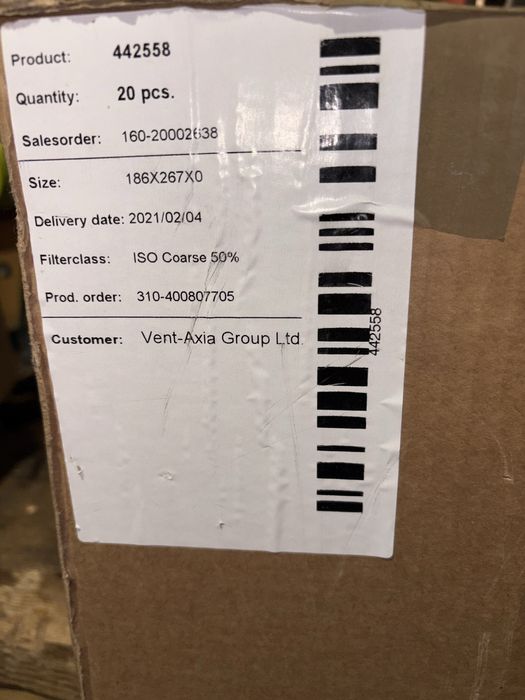 Product: 442558
Quantity: 20 pcs.
Salesorder: 160-20002638
Size: 186X267X0
Delivery date: 2021/02/04
Filterclass: ISO Coarse 50%
Prod. order: 310-400807705
Customer: Vent-Axia Group Ltd.
442558